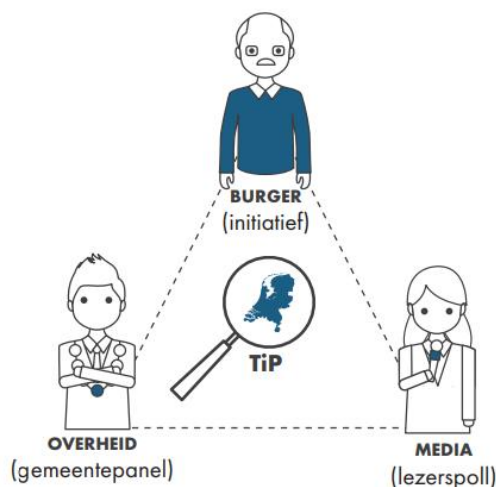 BURGER
(initiatief)
TiP
OVERHEID
(gemeentepanel)
MEDIA
(lezerspoll)